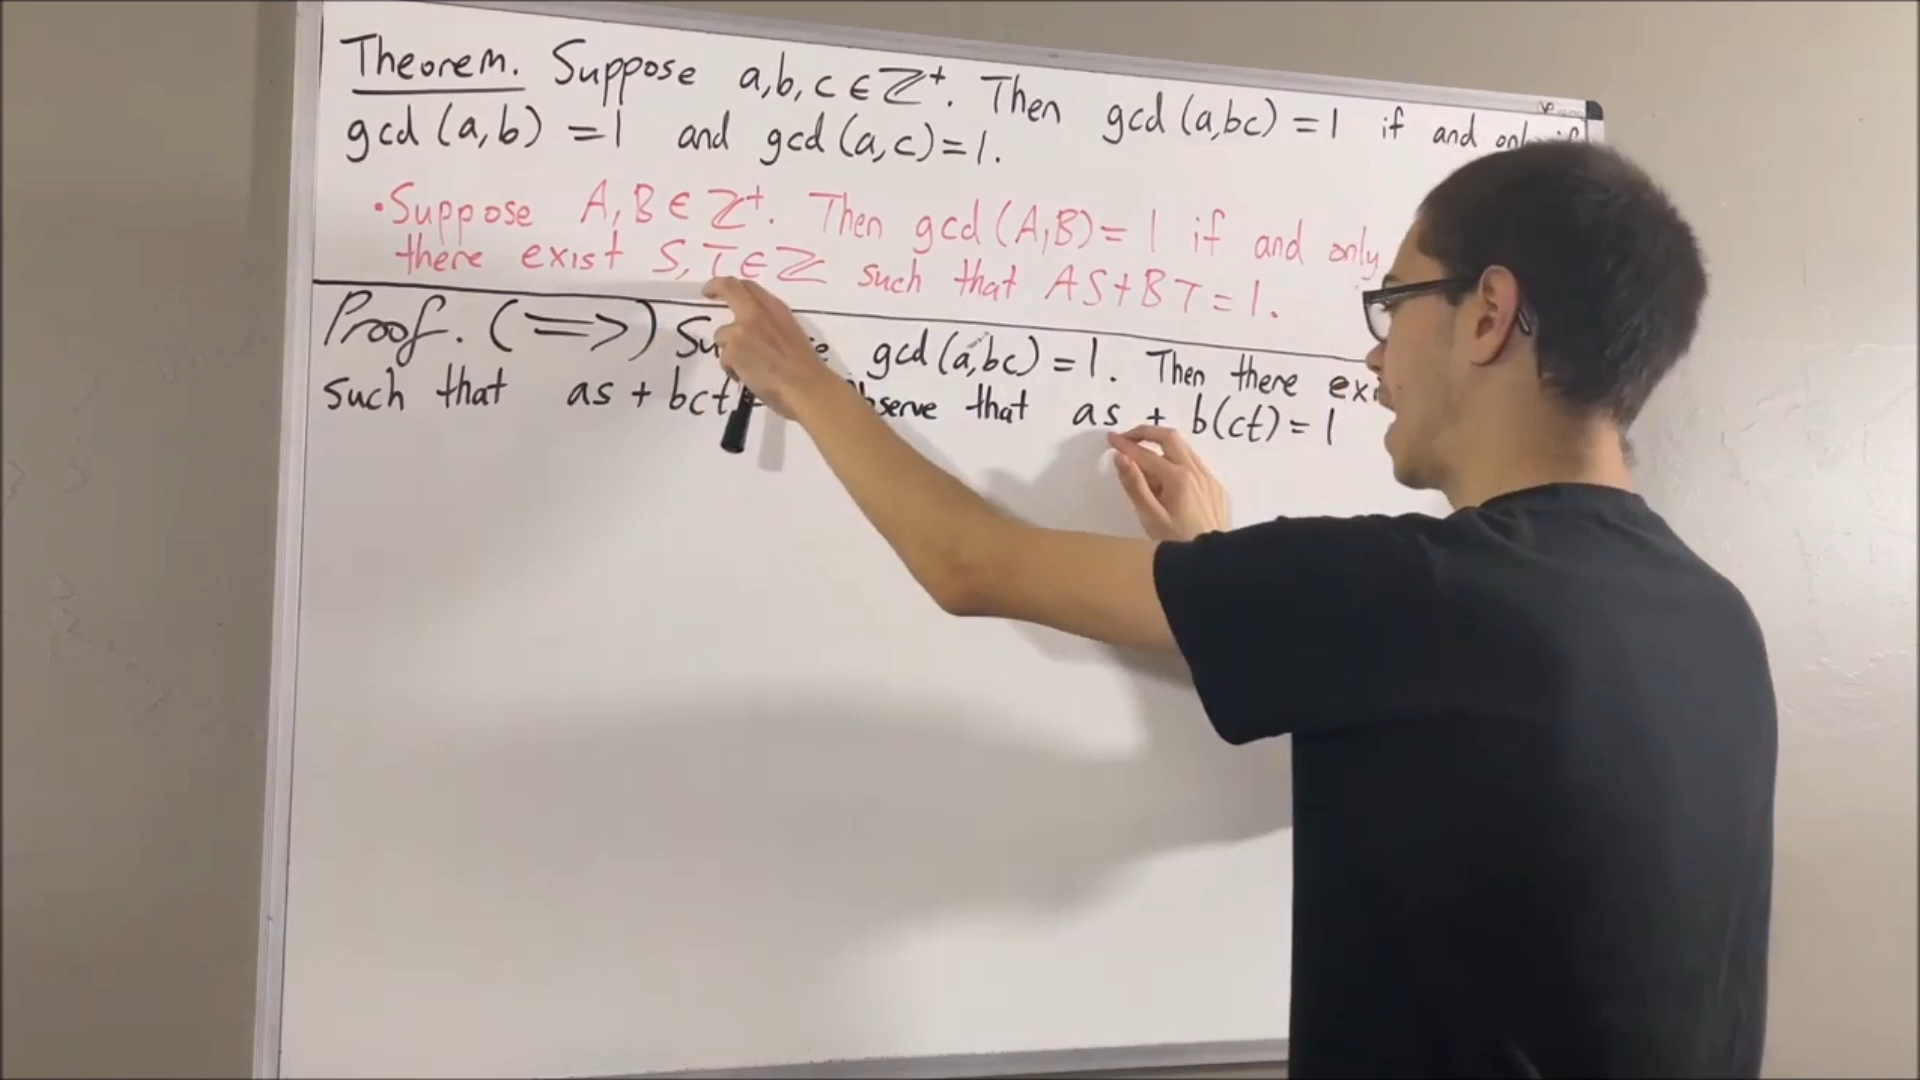 Theorem. Suppose a,b,c ∈ ℤ⁺. Then gcd(a,bc) = 1 if and only if
gcd(a,b) = 1 and gcd(a,c) = 1.
• Suppose A,B ∈ ℤ⁺. Then gcd(A,B) = 1 if and only
there exist S,T ∈ ℤ such that AS+BT = 1.
Proof. (=>) gcd(a,bc) = 1. Then there
such that as + bct that as + b(ct) = 1